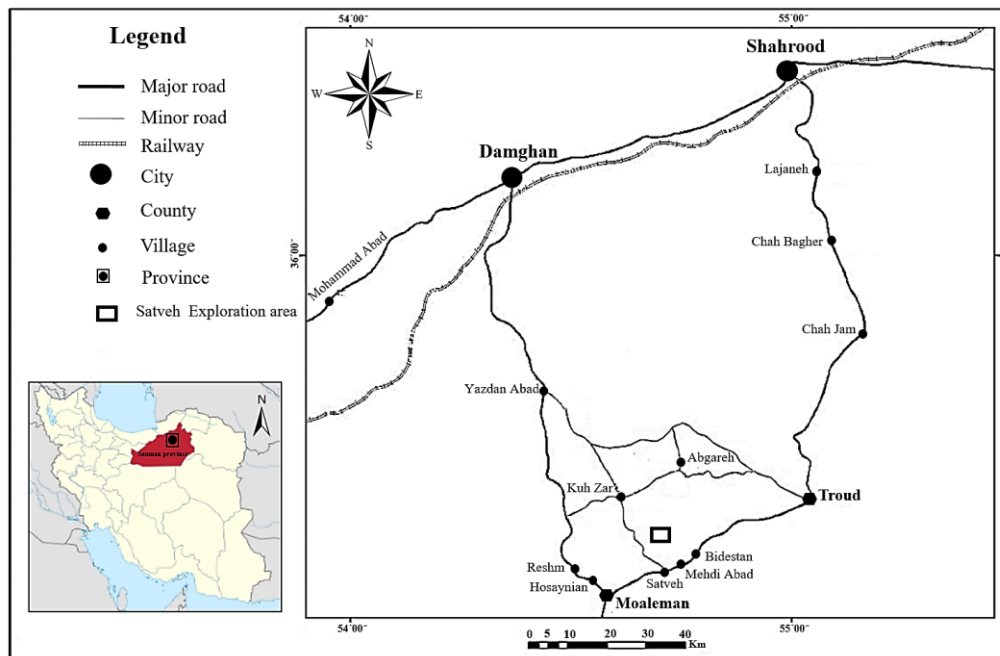 Legend
Major road
Minor road
Railway
City
County
Village
Province
Satveh Exploration area
N
Semnan province
54°00″
55°00″
N
W
E
S
Shahrood
Damghan
Lajaneh
Chah Bagher
36°00″
Mohammad Abad
Chah Jam
Yazdan Abad
Abgareh
Kuh Zar
Troud
Bidestan
Reshm
Mehdi Abad
Hosaynian
Satveh
Moaleman
54°00″
55°00″
0 5 10 20 30 40
Km